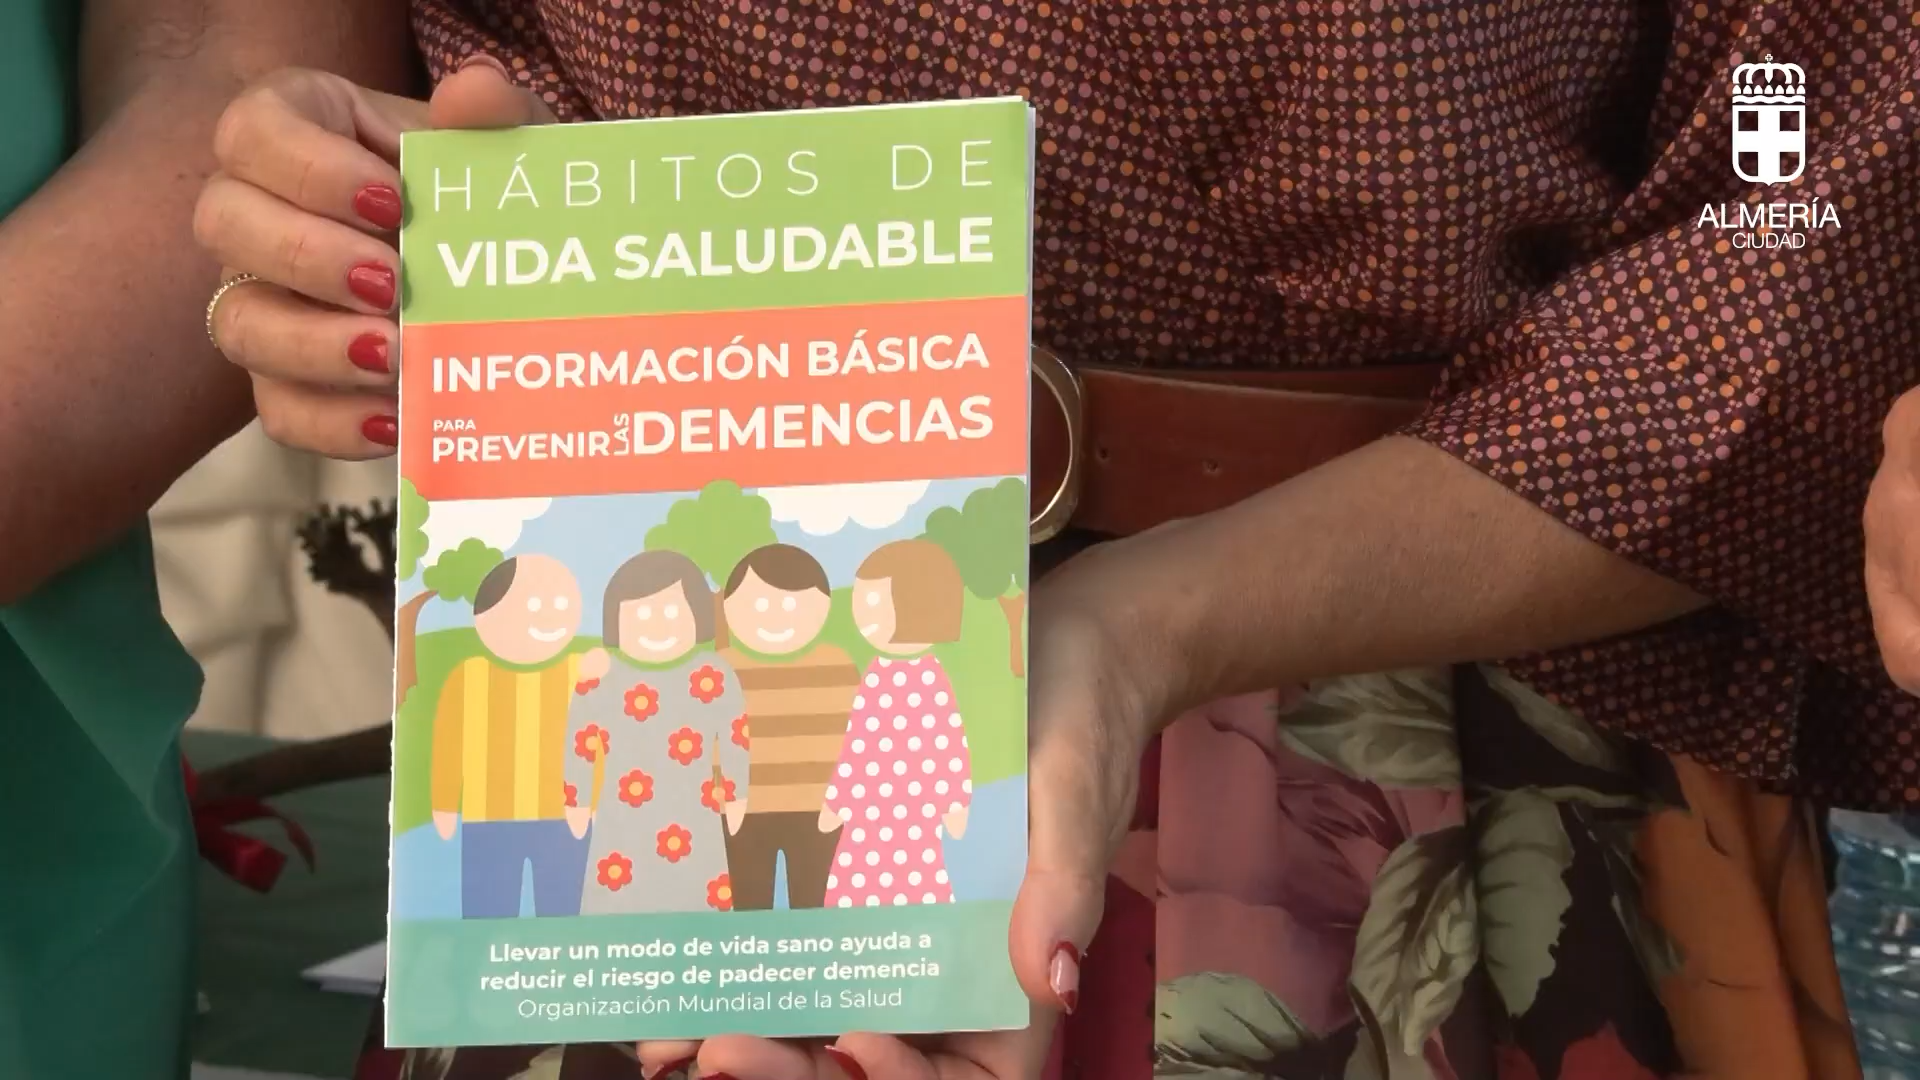 HÁBITOS DE
VIDA SALUDABLE
INFORMACIÓN BÁSICA
PARA
PREVENIR LAS DEMENCIAS
Llevar un modo de vida sano ayuda a
reducir el riesgo de padecer demencia
Organización Mundial de la Salud
ALMERÍA
CIUDAD